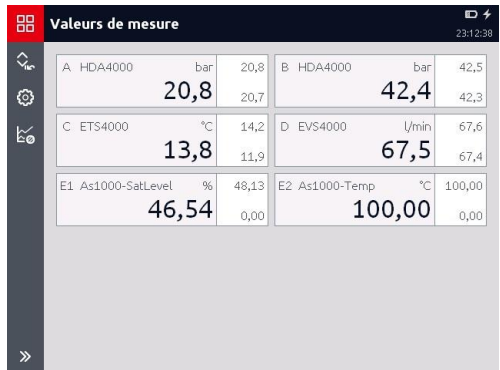 Valeurs de mesure
23:12:38
A HDA4000 bar 20,8
20,8 20,7
B HDA4000 bar 42,5
42,4 42,3
C ETS4000 °C 14,2
13,8 11,9
D EVS4000 l/min 67,6
67,5 67,4
E1 As1000-SatLevel % 48,13
46,54 0,00
E2 As1000-Temp °C 100,00
100,00 0,00